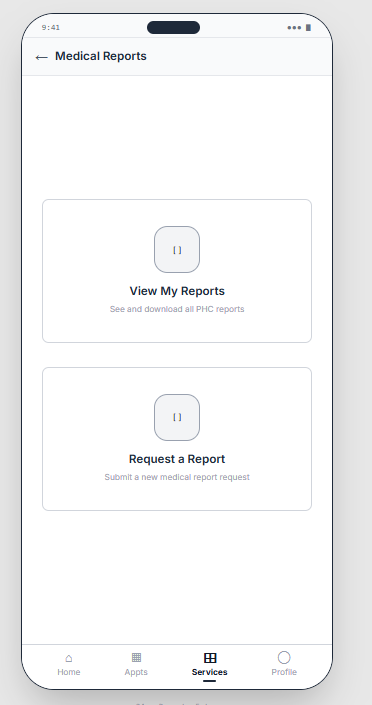 9:41
← Medical Reports
[ ]
View My Reports
See and download all PHC reports
[ ]
Request a Report
Submit a new medical report request
Home Appts Services Profile